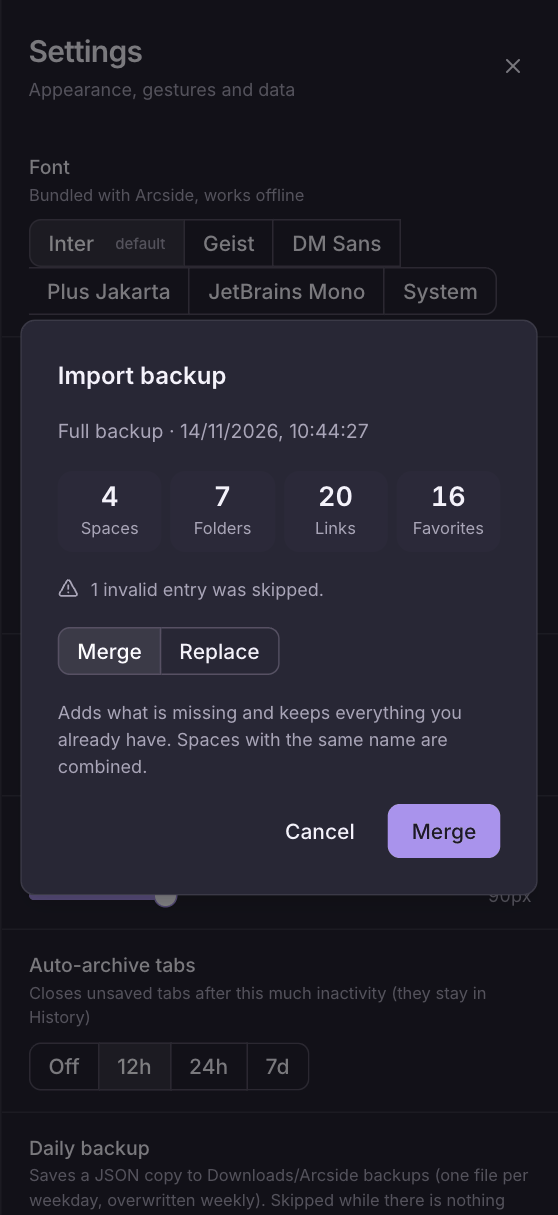 Settings
Appearance, gestures and data
Font
Bundled with Arcside, works offline
Inter default Geist DM Sans
Plus Jakarta JetBrains Mono System
Import backup
Full backup · 14/11/2026, 10:44:27
4 7 20 16
Spaces Folders Links Favorites
1 invalid entry was skipped.
Merge Replace
Adds what is missing and keeps everything you
already have. Spaces with the same name are
combined.
Cancel Merge
90px
Auto-archive tabs
Closes unsaved tabs after this much inactivity (they stay in
History)
Off 12h 24h 7d
Daily backup
Saves a JSON copy to Downloads/Arcside backups (one file per
weekday, overwritten weekly). Skipped while there is nothing